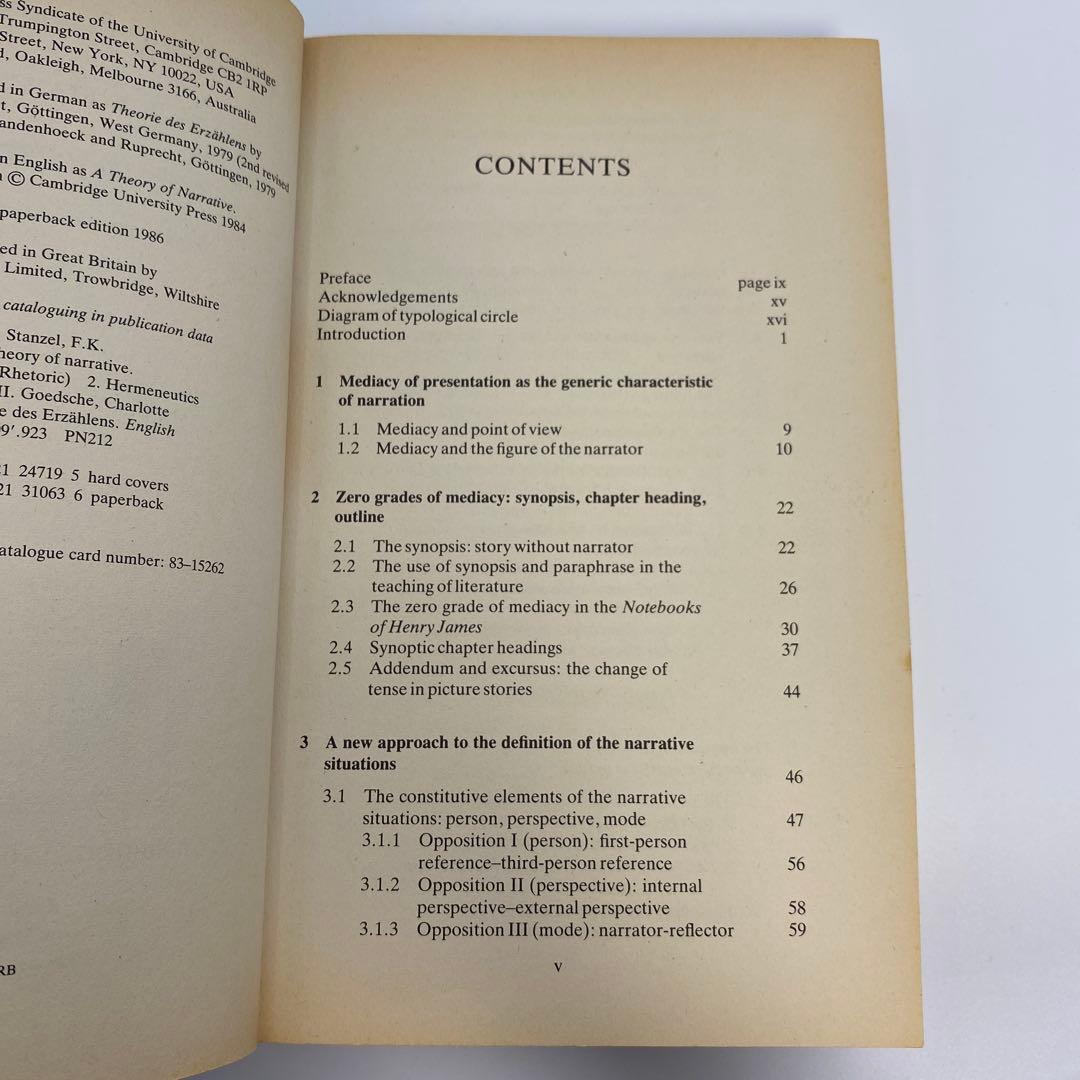 ss Syndicate of the University of Cambridge
Trumpington Street, Cambridge CB2 1RP
Street, New York, NY 10022, USA
d, Oakleigh, Melbourne 3166, Australia
d in German as Theorie des Erzählens by
t, Göttingen, West Germany, 1979 (2nd revised
andenhoeck and Ruprecht, Göttingen, 1979
n English as A Theory of Narrative.
n © Cambridge University Press 1984
paperback edition 1986
ed in Great Britain by
Limited, Trowbridge, Wiltshire
cataloguing in publication data
Stanzel, F.K.
heory of narrative.
Rhetoric) 2. Hermeneutics
II. Goedsche, Charlotte
e des Erzählens. English
9′.923 PN212
21 24719 5 hard covers
21 31063 6 paperback
atalogue card number: 83–15262
RB
CONTENTS
Preface page ix
Acknowledgements xv
Diagram of typological circle xvi
Introduction 1
1 Mediacy of presentation as the generic characteristic
of narration
1.1 Mediacy and point of view 9
1.2 Mediacy and the figure of the narrator 10
2 Zero grades of mediacy: synopsis, chapter heading,
outline 22
2.1 The synopsis: story without narrator 22
2.2 The use of synopsis and paraphrase in the
teaching of literature 26
2.3 The zero grade of mediacy in the Notebooks
of Henry James 30
2.4 Synoptic chapter headings 37
2.5 Addendum and excursus: the change of
tense in picture stories 44
3 A new approach to the definition of the narrative
situations 46
3.1 The constitutive elements of the narrative
situations: person, perspective, mode 47
3.1.1 Opposition I (person): first-person
reference–third-person reference 56
3.1.2 Opposition II (perspective): internal
perspective–external perspective 58
3.1.3 Opposition III (mode): narrator-reflector 59
v